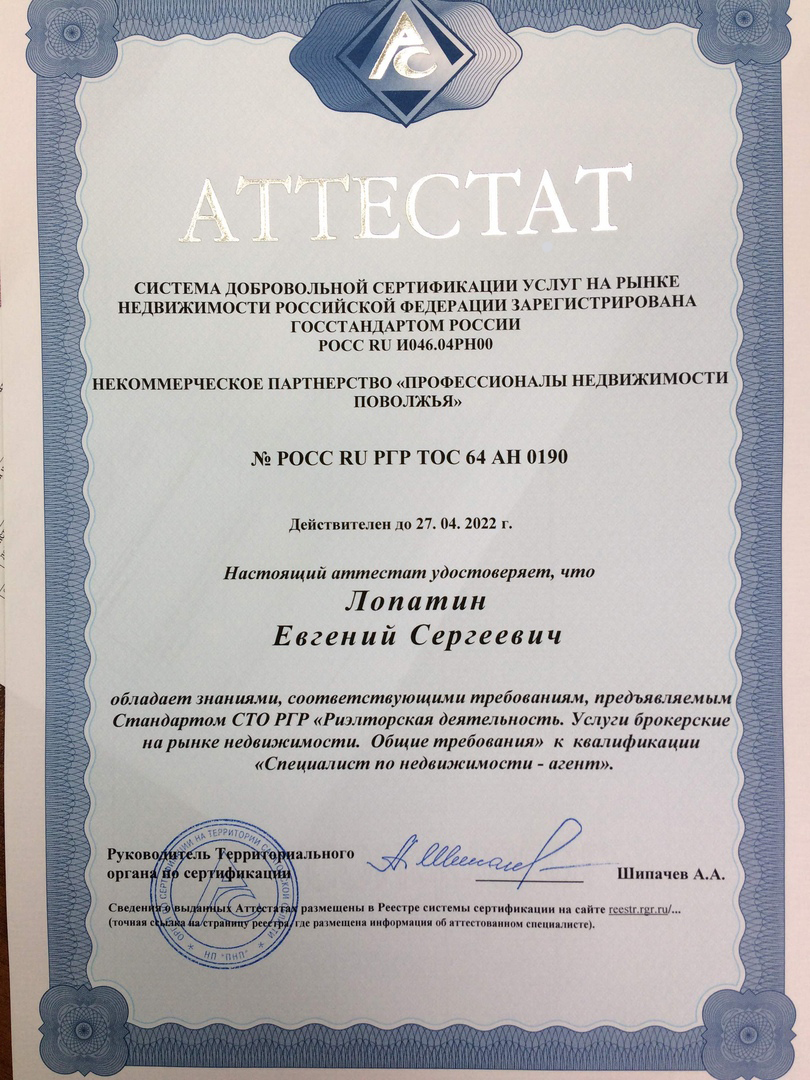 АС
АТТЕСТАТ
СИСТЕМА ДОБРОВОЛЬНОЙ СЕРТИФИКАЦИИ УСЛУГ НА РЫНКЕ
НЕДВИЖИМОСТИ РОССИЙСКОЙ ФЕДЕРАЦИИ ЗАРЕГИСТРИРОВАНА
ГОССТАНДАРТОМ РОССИИ
РОСС RU И046.04РН00
НЕКОММЕРЧЕСКОЕ ПАРТНЕРСТВО «ПРОФЕССИОНАЛЫ НЕДВИЖИМОСТИ
ПОВОЛЖЬЯ»
№ РОСС RU РГР ТОС 64 АН 0190
Действителен до 27. 04. 2022 г.
Настоящий аттестат удостоверяет, что
Лопатин
Евгений Сергеевич
обладает знаниями, соответствующими требованиям, предъявляемым
Стандартом СТО РГР «Риэлторская деятельность. Услуги брокерские
на рынке недвижимости. Общие требования» к квалификации
«Специалист по недвижимости - агент».
Руководитель Территориального
органа по сертификации
Шипачев А.А.
Сведения о выданных Аттестатах размещены в Реестре системы сертификации на сайте reestr.rgr.ru/...
(точная ссылка на страницу реестра, где размещена информация об аттестованном специалисте).
НП "ПНП"